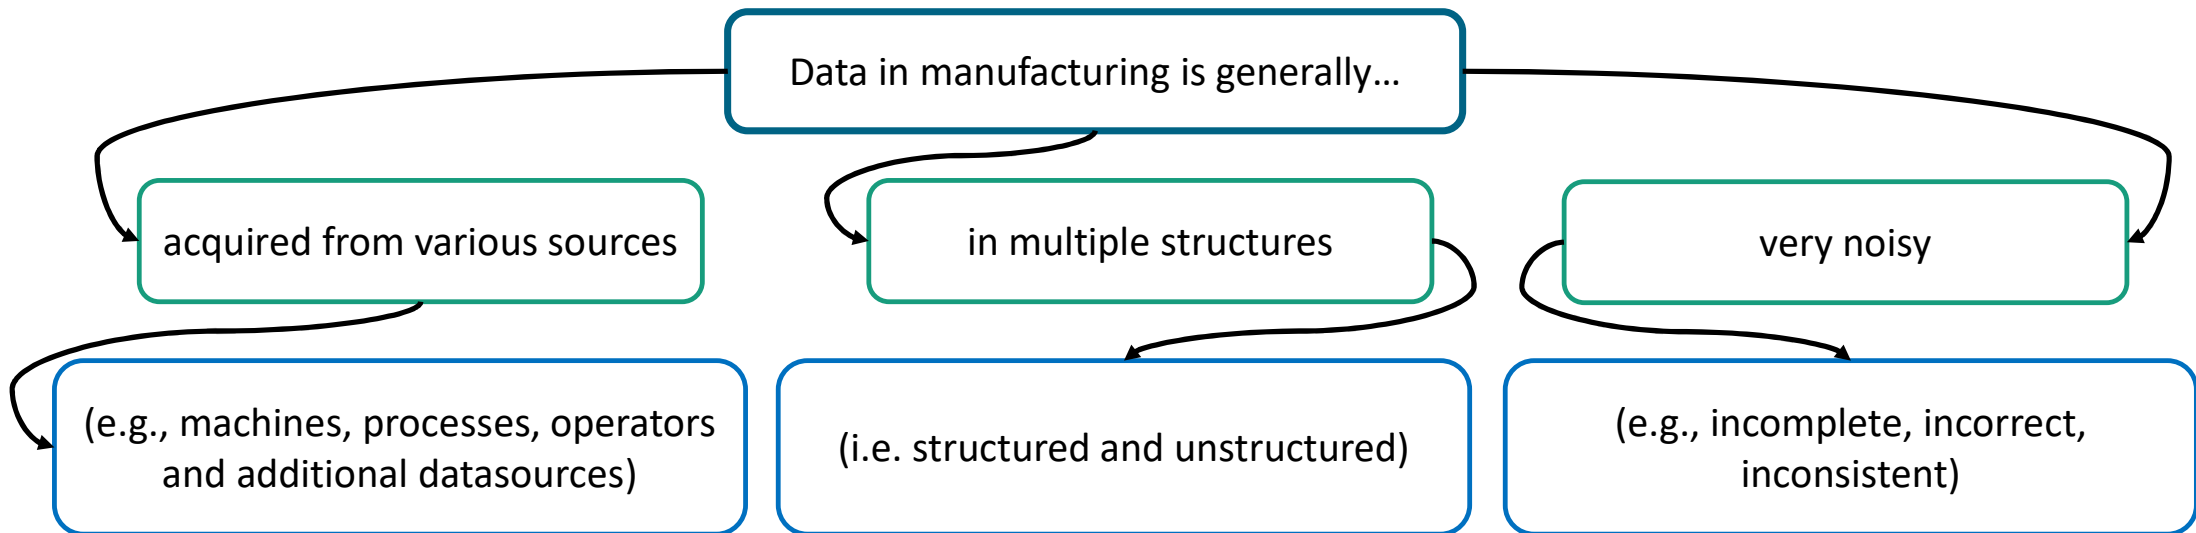 Data in manufacturing is generally…
acquired from various sources
in multiple structures
very noisy
(e.g., machines, processes, operators
and additional datasources)
(i.e. structured and unstructured)
(e.g., incomplete, incorrect,
inconsistent)